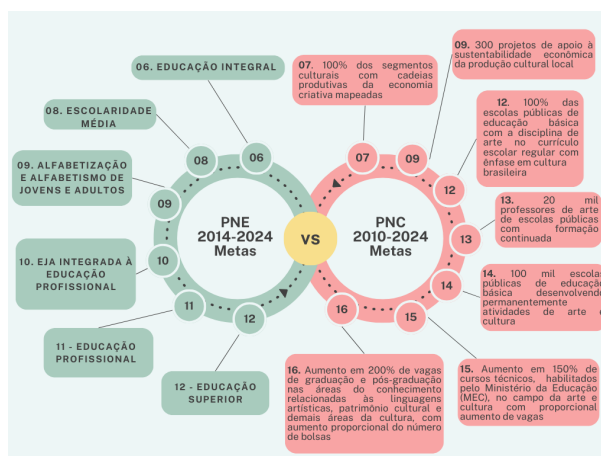 06. EDUCAÇÃO INTEGRAL
08. ESCOLARIDADE
MÉDIA
09. ALFABETIZAÇÃO
E ALFABETISMO DE
JOVENS E ADULTOS
10. EJA INTEGRADA À
EDUCAÇÃO
PROFISSIONAL
11 - EDUCAÇÃO
PROFISSIONAL
12 - EDUCAÇÃO
SUPERIOR
06
08
09
10
11
12
PNE
2014-2024
Metas
VS
PNC
2010-2024
Metas
07
09
12
13
14
15
16
07. 100% dos segmentos
culturais com cadeias
produtivas da economia
criativa mapeadas
09. 300 projetos de apoio à
sustentabilidade econômica
da produção cultural local
12. 100% das
escolas públicas de
educação básica
com a disciplina de
arte no currículo
escolar regular com
ênfase em cultura
brasileira
13. 20 mil
professores de arte
de escolas públicas
com formação
continuada
14. 100 mil escolas
públicas de educação
básica desenvolvendo
permanentemente
atividades de arte e
cultura
15. Aumento em 150% de
cursos técnicos, habilitados
pelo Ministério da Educação
(MEC), no campo da arte e
cultura com proporcional
aumento de vagas
16. Aumento em 200% de vagas
de graduação e pós-graduação
nas áreas do conhecimento
relacionadas às linguagens
artísticas, patrimônio cultural e
demais áreas da cultura, com
aumento proporcional do número
de bolsas